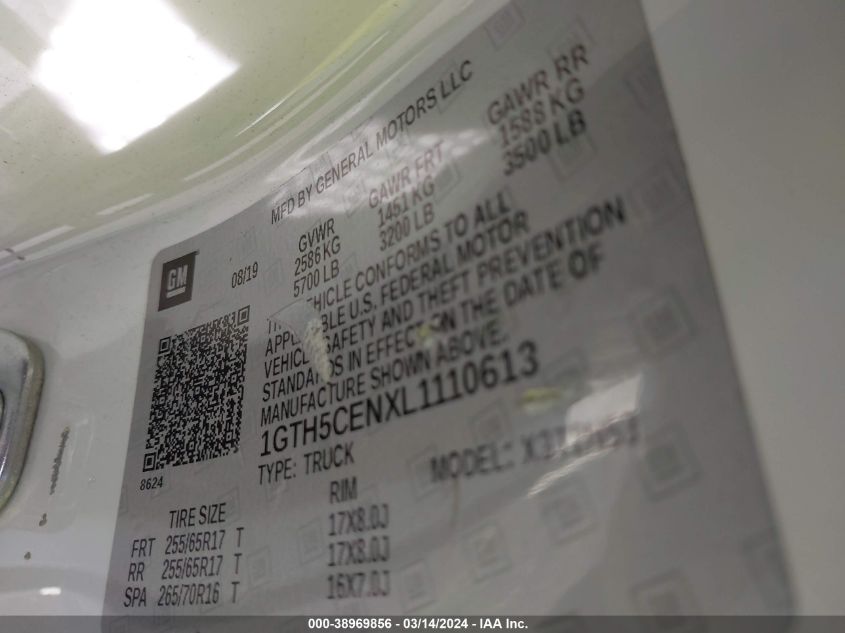 MFD BY GENERAL MOTORS LLC
GM
08/19
GVWR GAWR FRT GAWR RR
2586 KG 1451 KG 1588 KG
5700 LB 3200 LB 3500 LB
VEHICLE CONFORMS TO ALL
U.S. FEDERAL MOTOR
VEHICLE SAFETY AND THEFT PREVENTION
STANDARDS IN EFFECT ON THE DATE OF
MANUFACTURE SHOWN ABOVE.
1GTH5CENXL1110613
TYPE: TRUCK MODEL:
8624
TIRE SIZE RIM
FRT 255/65R17 T 17X8.0J
RR 255/65R17 T 17X8.0J
SPA 265/70R16 T 16X7.0J
000-38969856 - 03/14/2024 - IAA Inc.